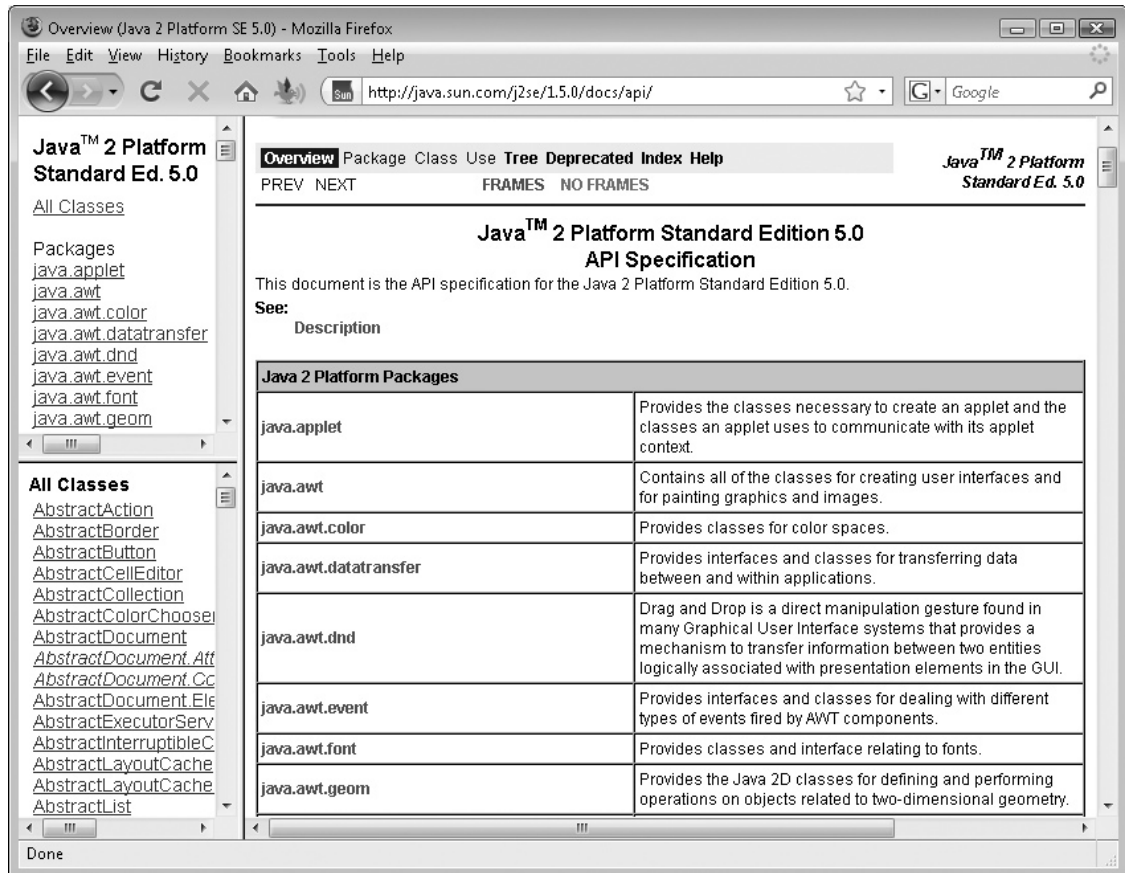 Overview (Java 2 Platform SE 5.0) - Mozilla Firefox
File Edit View History Bookmarks Tools Help
Sun http://java.sun.com/j2se/1.5.0/docs/api/ G Google
Java™ 2 Platform
Standard Ed. 5.0
All Classes
Packages
java.applet
java.awt
java.awt.color
java.awt.datatransfer
java.awt.dnd
java.awt.event
java.awt.font
java.awt.geom
All Classes
AbstractAction
AbstractBorder
AbstractButton
AbstractCellEditor
AbstractCollection
AbstractColorChooser
AbstractDocument
AbstractDocument.Att
AbstractDocument.Co
AbstractDocument.Ele
AbstractExecutorServ
AbstractInterruptibleC
AbstractLayoutCache
AbstractLayoutCache
AbstractList
Overview Package Class Use Tree Deprecated Index Help
PREV NEXT FRAMES NO FRAMES
Java™ 2 Platform
Standard Ed. 5.0
Java™ 2 Platform Standard Edition 5.0
API Specification
This document is the API specification for the Java 2 Platform Standard Edition 5.0.
See:
Description
Java 2 Platform Packages
java.applet
Provides the classes necessary to create an applet and the
classes an applet uses to communicate with its applet
context.
java.awt
Contains all of the classes for creating user interfaces and
for painting graphics and images.
java.awt.color
Provides classes for color spaces.
java.awt.datatransfer
Provides interfaces and classes for transferring data
between and within applications.
java.awt.dnd
Drag and Drop is a direct manipulation gesture found in
many Graphical User Interface systems that provides a
mechanism to transfer information between two entities
logically associated with presentation elements in the GUI.
java.awt.event
Provides interfaces and classes for dealing with different
types of events fired by AWT components.
java.awt.font
Provides classes and interface relating to fonts.
java.awt.geom
Provides the Java 2D classes for defining and performing
operations on objects related to two-dimensional geometry.
Done